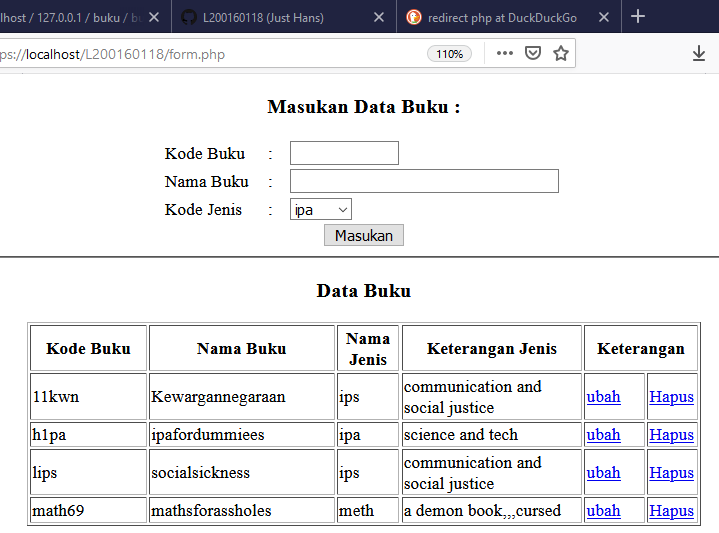 lhost / 127.0.0.1 / buku / bu L200160118 (Just Hans) redirect php at DuckDuckGo
ps://localhost/L200160118/form.php 110%
Masukan Data Buku :
Kode Buku :
Nama Buku :
Kode Jenis : ipa
Masukan
Data Buku
Kode Buku Nama Buku Nama Jenis Keterangan Jenis Keterangan
11kwn Kewargannegaraan ips communication and social justice ubah Hapus
h1pa ipafordummiees ipa science and tech ubah Hapus
lips socialsickness ips communication and social justice ubah Hapus
math69 mathsforassholes meth a demon book,,,cursed ubah Hapus